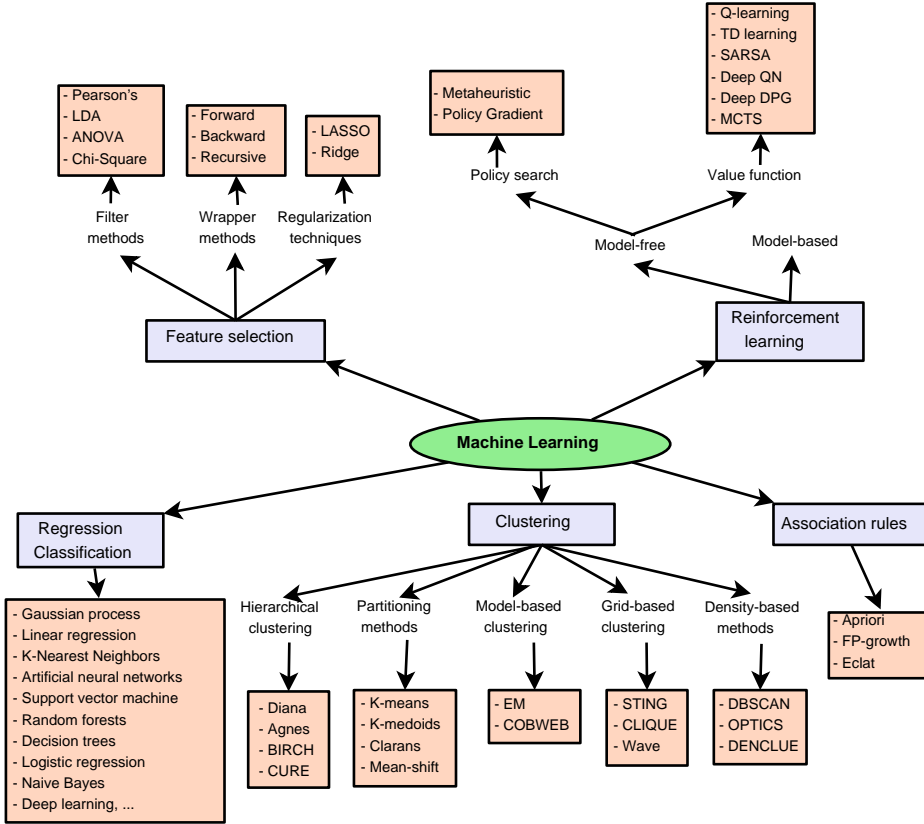 - Q-learning
- TD learning
- SARSA
- Deep QN
- Deep DPG
- MCTS
- Metaheuristic
- Policy Gradient
- Pearson's
- LDA
- ANOVA
- Chi-Square
- Forward
- Backward
- Recursive
- LASSO
- Ridge
Policy search
Value function
Filter
methods
Wrapper
methods
Regularization
techniques
Model-free
Model-based
Feature selection
Reinforcement
learning
Machine Learning
Regression
Classification
Clustering
Association rules
- Gaussian process
- Linear regression
- K-Nearest Neighbors
- Artificial neural networks
- Support vector machine
- Random forests
- Decision trees
- Logistic regression
- Naive Bayes
- Deep learning, ...
Hierarchical
clustering
Partitioning
methods
Model-based
clustering
Grid-based
clustering
Density-based
methods
- Apriori
- FP-growth
- Eclat
- Diana
- Agnes
- BIRCH
- CURE
- K-means
- K-medoids
- Clarans
- Mean-shift
- EM
- COBWEB
- STING
- CLIQUE
- Wave
- DBSCAN
- OPTICS
- DENCLUE